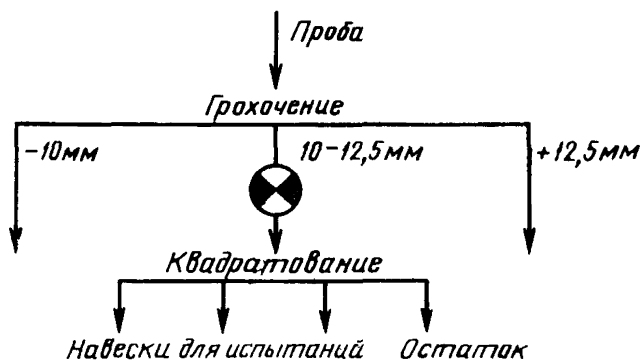 Проба
Грохочение
-10мм
10-12,5мм
+12,5мм
Квадратование
Навески для испытаний
Остаток